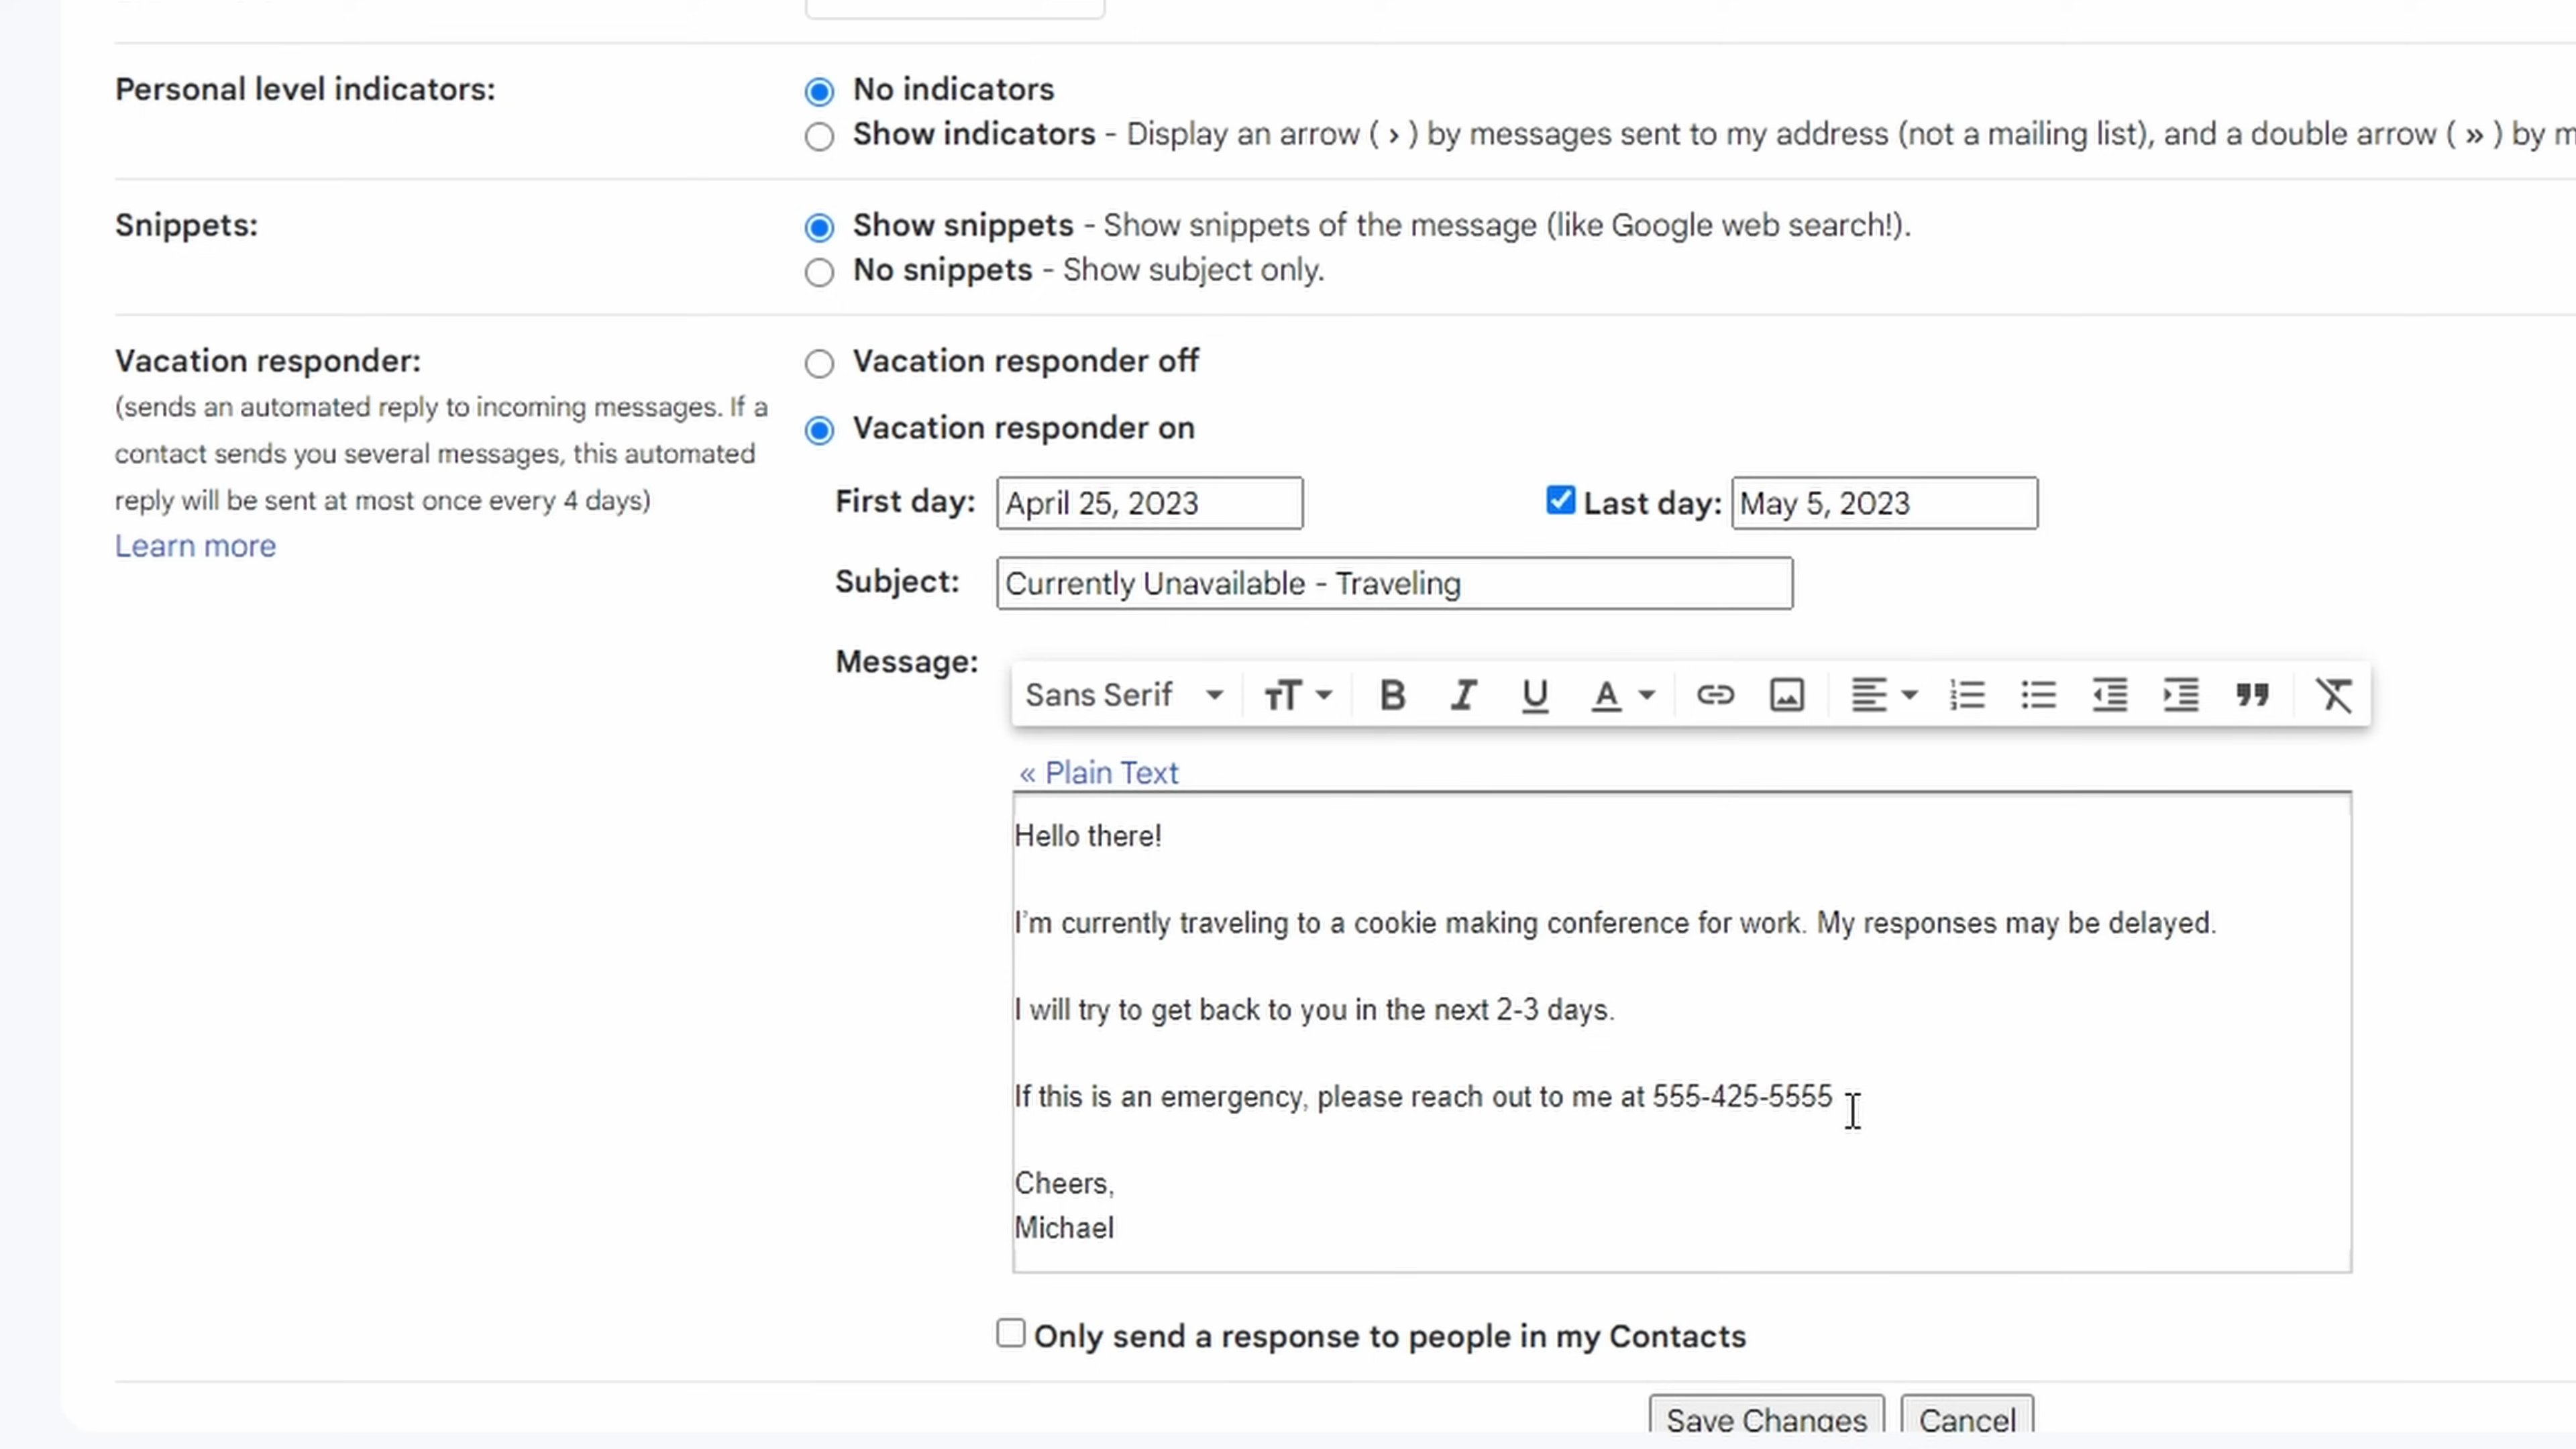 Personal level indicators:
No indicators
Show indicators - Display an arrow ( › ) by messages sent to my address (not a mailing list), and a double arrow ( » ) by m
Snippets:
Show snippets - Show snippets of the message (like Google web search!).
No snippets - Show subject only.
Vacation responder:
(sends an automated reply to incoming messages. If a
contact sends you several messages, this automated
reply will be sent at most once every 4 days)
Learn more
Vacation responder off
Vacation responder on
First day: April 25, 2023 Last day: May 5, 2023
Subject: Currently Unavailable - Traveling
Message:
Sans Serif
« Plain Text
Hello there!
I'm currently traveling to a cookie making conference for work. My responses may be delayed.
I will try to get back to you in the next 2-3 days.
If this is an emergency, please reach out to me at 555-425-5555
Cheers,
Michael
Only send a response to people in my Contacts
Save Changes Cancel